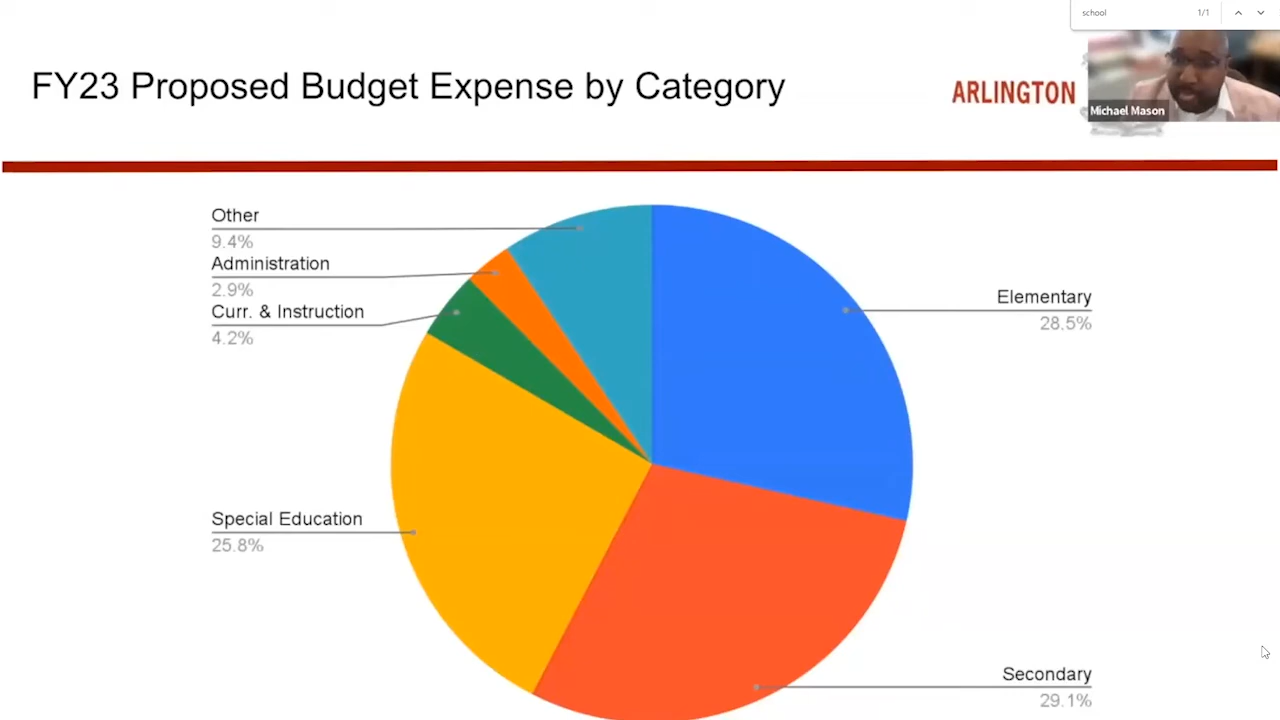 school 1/1
FY23 Proposed Budget Expense by Category
ARLINGTON
Michael Mason
Other
9.4%
Administration
2.9%
Curr. & Instruction
4.2%
Elementary
28.5%
Special Education
25.8%
Secondary
29.1%